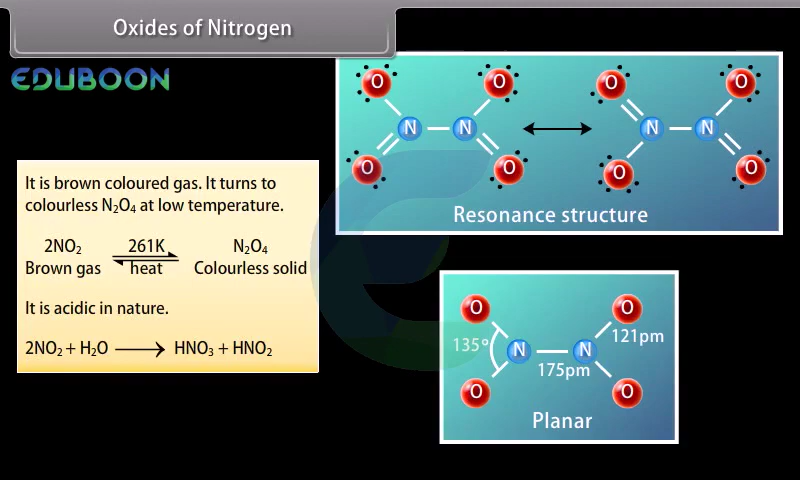 Oxides of Nitrogen
EDUBOON
It is brown coloured gas. It turns to
colourless N₂O₄ at low temperature.
2NO₂ 261K N₂O₄
Brown gas heat Colourless solid
It is acidic in nature.
2NO₂ + H₂O ⟶ HNO₃ + HNO₂
O O O O
N N N N
O O O O
Resonance structure
O O
135° N N 121pm
175pm
O O
Planar